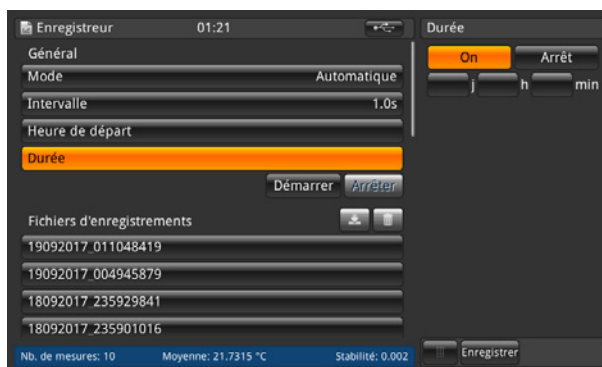 Enregistreur 01:21
Général
Mode Automatique
Intervalle 1.0s
Heure de départ
Durée
Démarrer Arrêter
Fichiers d'enregistrements
19092017_011048419
19092017_004945879
18092017_235929841
18092017_235901016
Nb. de mesures: 10 Moyenne: 21.7315 °C Stabilité: 0.002
Durée
On Arrêt
j h min
Enregistrer